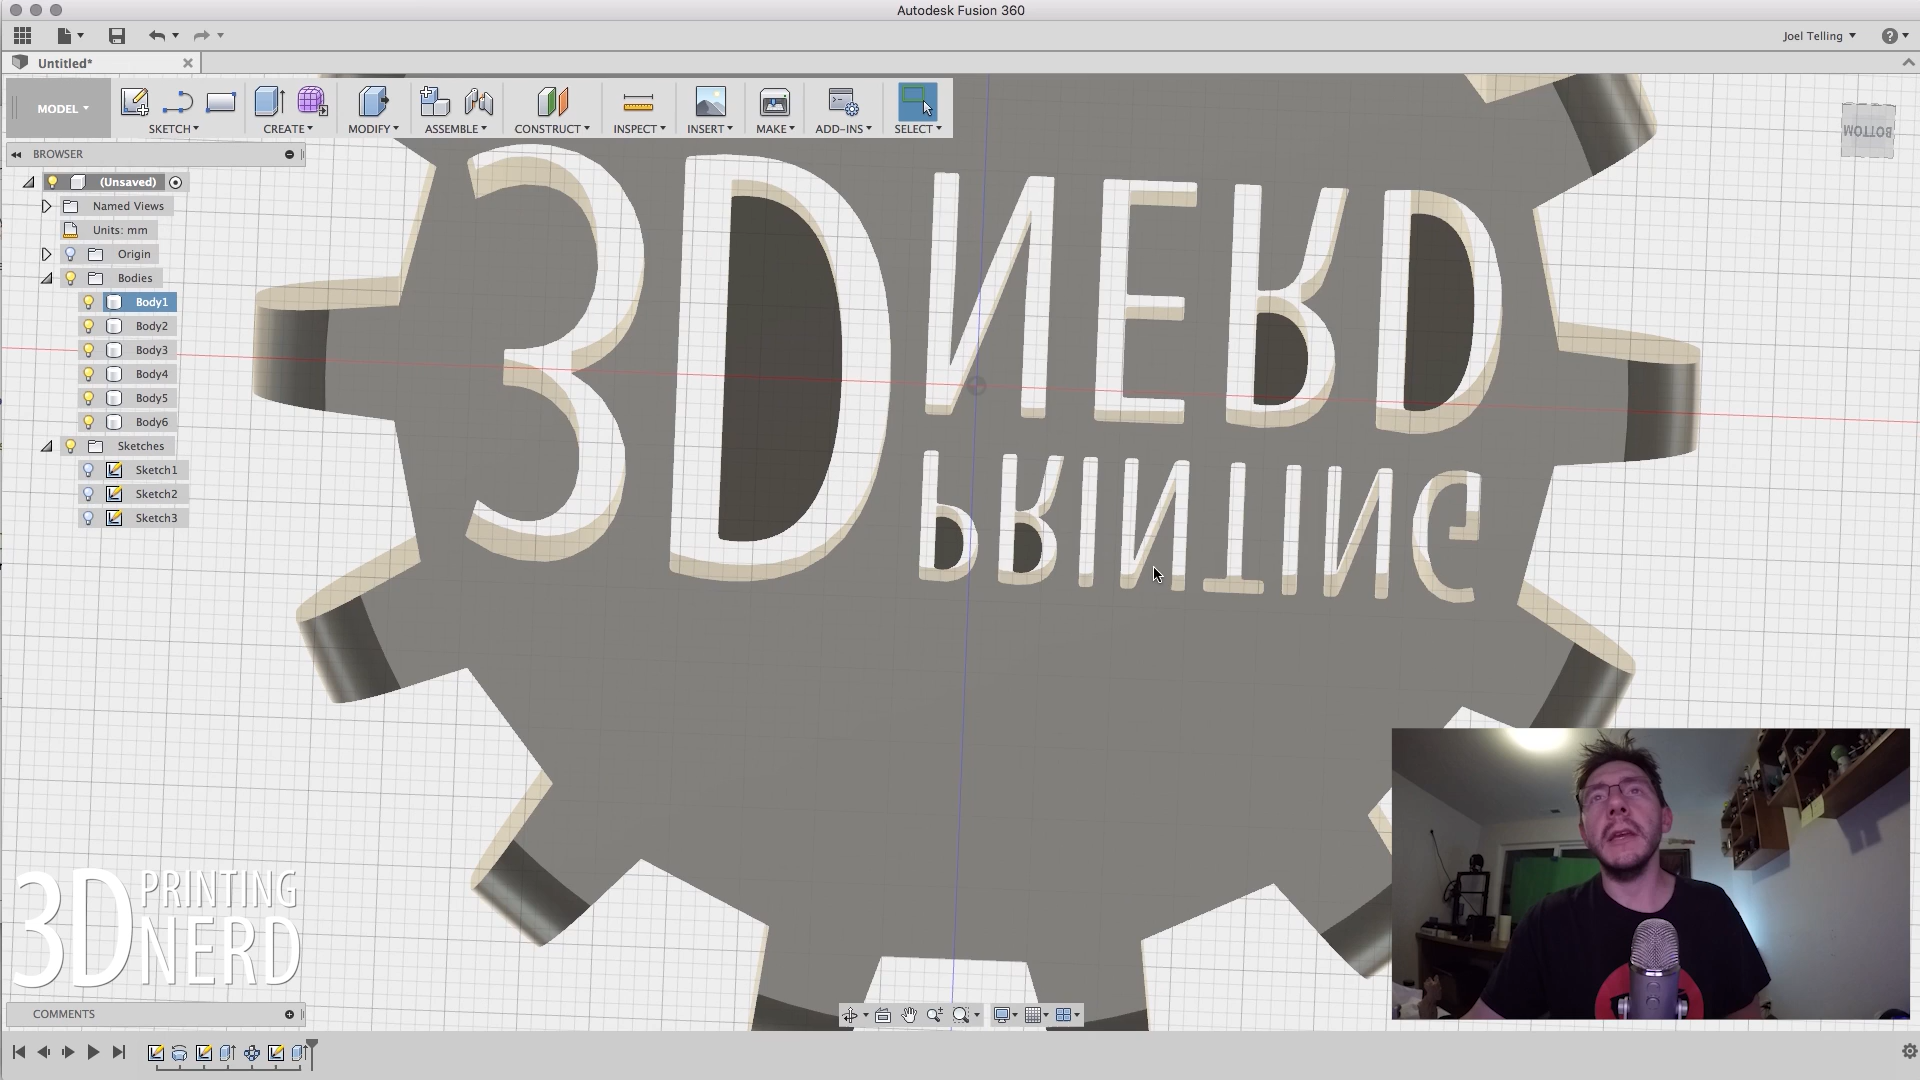 Autodesk Fusion 360
Joel Telling
Untitled*
MODEL
SKETCH
CREATE
MODIFY
ASSEMBLE
CONSTRUCT
INSPECT
INSERT
MAKE
ADD-INS
SELECT
BOTTOM
BROWSER
(Unsaved)
Named Views
Units: mm
Origin
Bodies
Body1
Body2
Body3
Body4
Body5
Body6
Sketches
Sketch1
Sketch2
Sketch3
3D NERD
PRINTING
3D PRINTING
NERD
COMMENTS